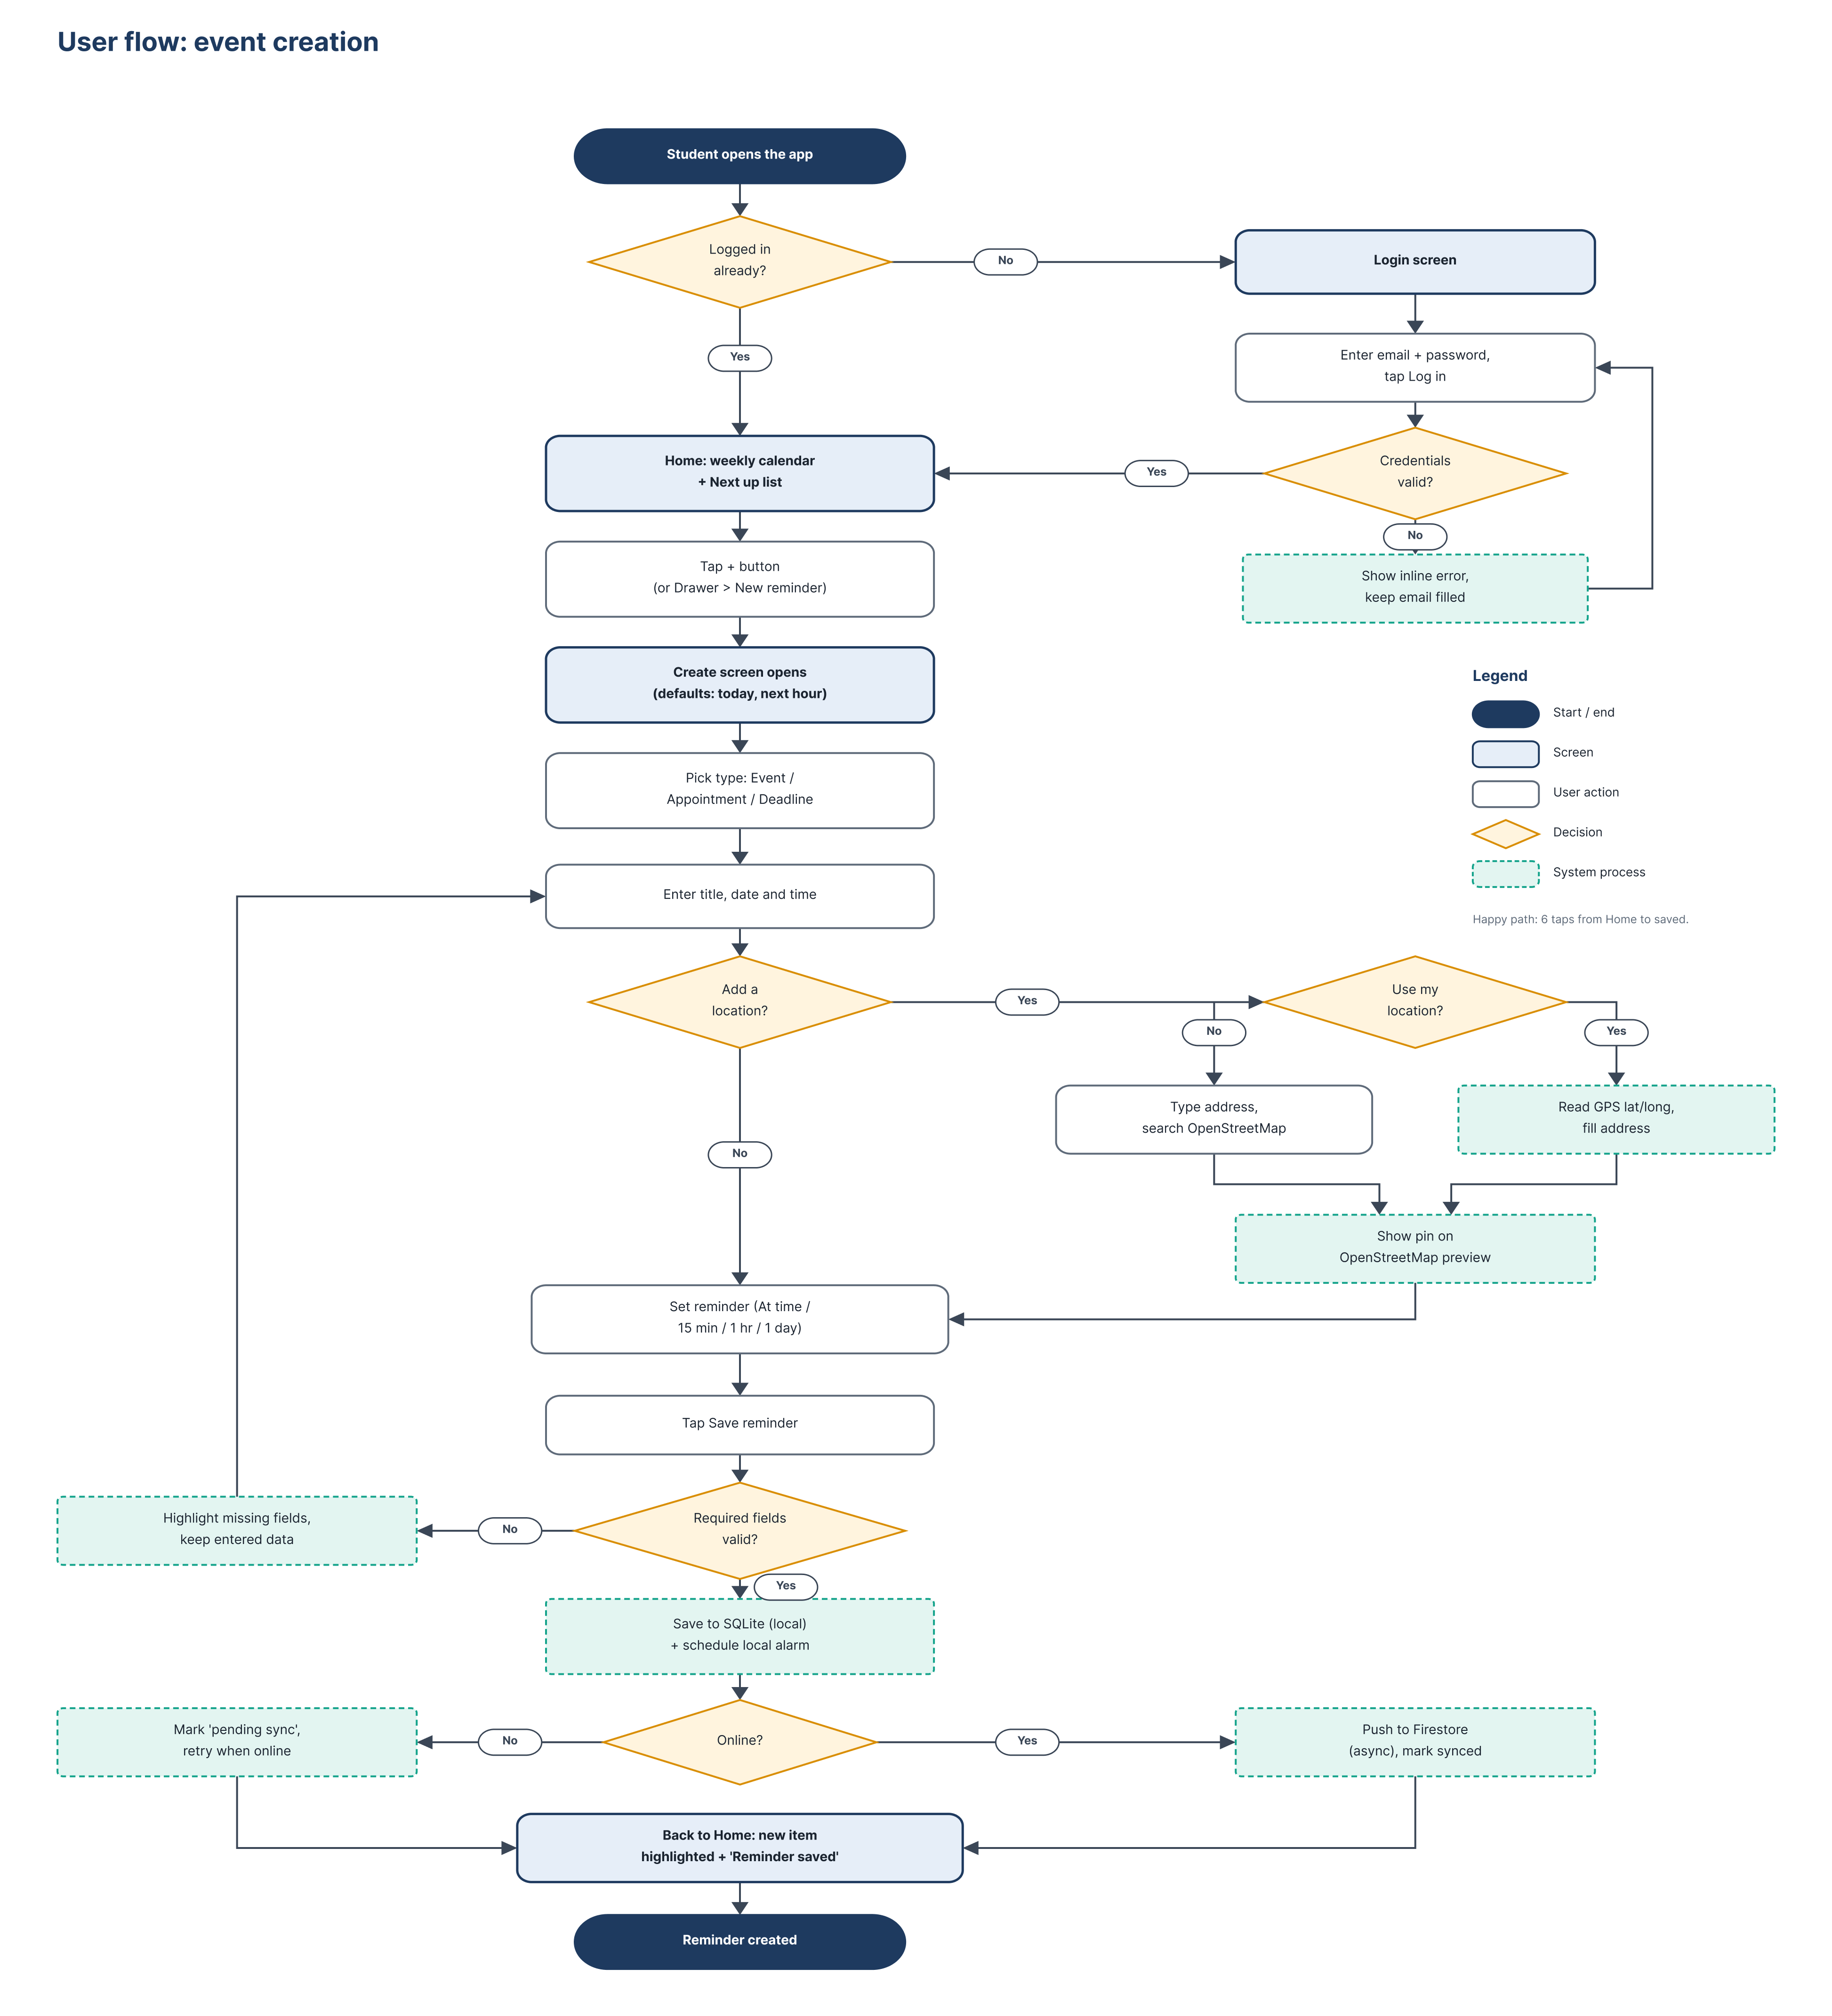 User flow: event creation
Student opens the app
Logged in
already?
No
Login screen
Yes
Enter email + password,
tap Log in
Home: weekly calendar
+ Next up list
Yes
Credentials
valid?
No
Tap + button
(or Drawer > New reminder)
Show inline error,
keep email filled
Create screen opens
(defaults: today, next hour)
Legend
Start / end
Screen
User action
Decision
System process
Happy path: 6 taps from Home to saved.
Pick type: Event /
Appointment / Deadline
Enter title, date and time
Add a
location?
Yes
Use my
location?
No
Yes
Type address,
search OpenStreetMap
Read GPS lat/long,
fill address
No
Show pin on
OpenStreetMap preview
Set reminder (At time /
15 min / 1 hr / 1 day)
Tap Save reminder
Highlight missing fields,
keep entered data
No
Required fields
valid?
Yes
Save to SQLite (local)
+ schedule local alarm
Mark 'pending sync',
retry when online
No
Online?
Yes
Push to Firestore
(async), mark synced
Back to Home: new item
highlighted + 'Reminder saved'
Reminder created